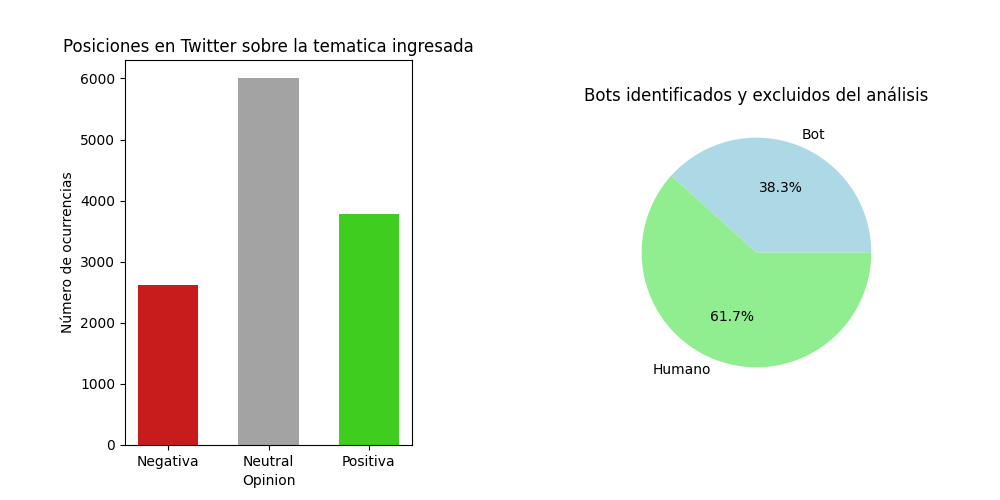 Posiciones en Twitter sobre la tematica ingresada
Número de ocurrencias
6000
5000
4000
3000
2000
1000
0
Negativa
Neutral
Positiva
Opinion
Bots identificados y excluidos del análisis
Bot
38.3%
61.7%
Humano